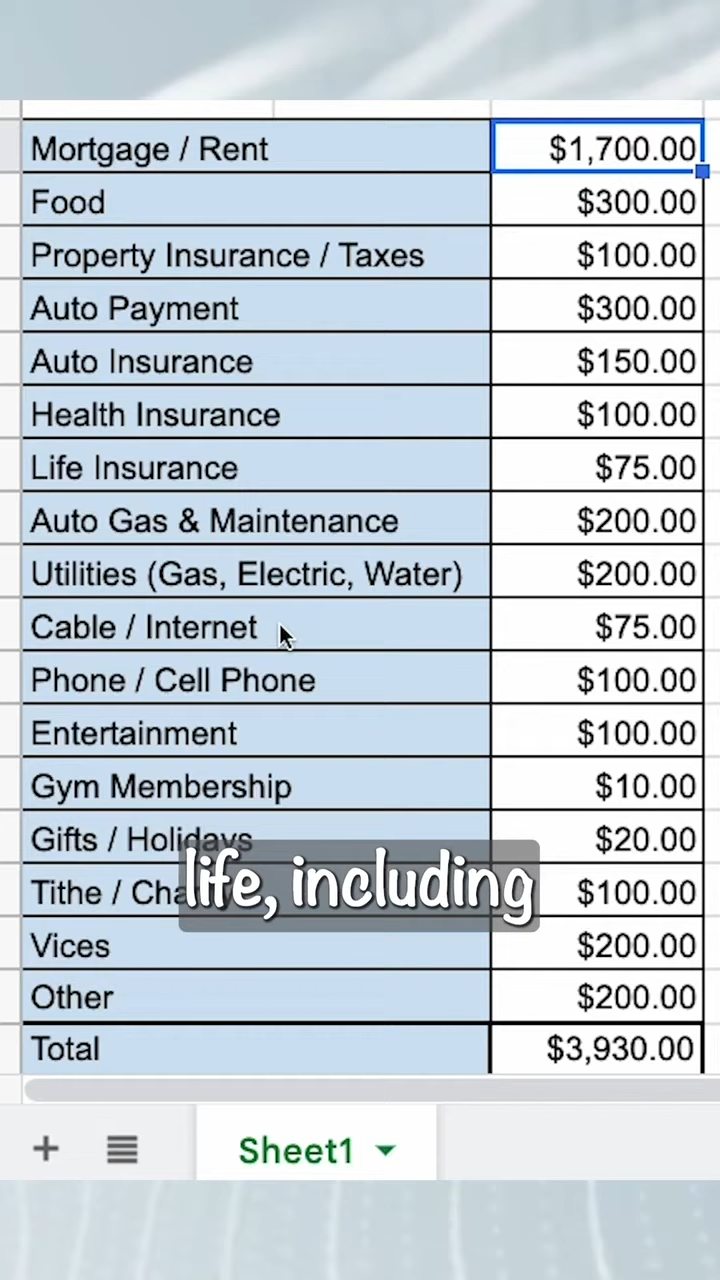 Mortgage / Rent $1,700.00
Food $300.00
Property Insurance / Taxes $100.00
Auto Payment $300.00
Auto Insurance $150.00
Health Insurance $100.00
Life Insurance $75.00
Auto Gas & Maintenance $200.00
Utilities (Gas, Electric, Water) $200.00
Cable / Internet $75.00
Phone / Cell Phone $100.00
Entertainment $100.00
Gym Membership $10.00
Gifts / Holidays $20.00
life, including
Tithe / $100.00
Vices $200.00
Other $200.00
Total $3,930.00
Sheet1